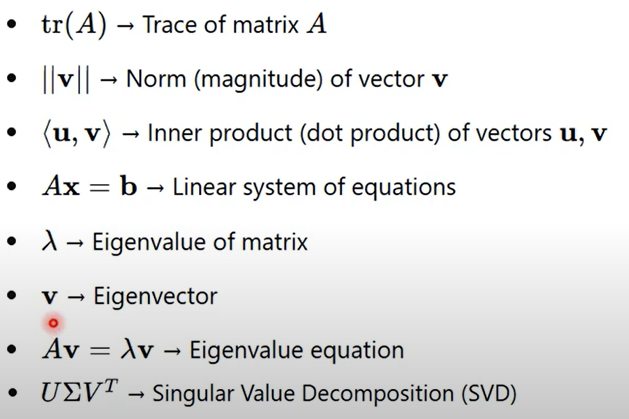 • tr(A) → Trace of matrix A
• ||v|| → Norm (magnitude) of vector v
• ⟨u, v⟩ → Inner product (dot product) of vectors u, v
• Ax = b → Linear system of equations
• λ → Eigenvalue of matrix
• v → Eigenvector
• Av = λv → Eigenvalue equation
• UΣVᵀ → Singular Value Decomposition (SVD)